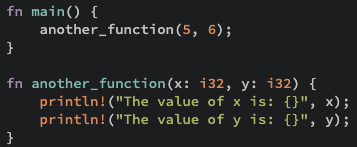 fn main() {
    another_function(5, 6);
}

fn another_function(x: i32, y: i32) {
    println!("The value of x is: {}", x);
    println!("The value of y is: {}", y);
}